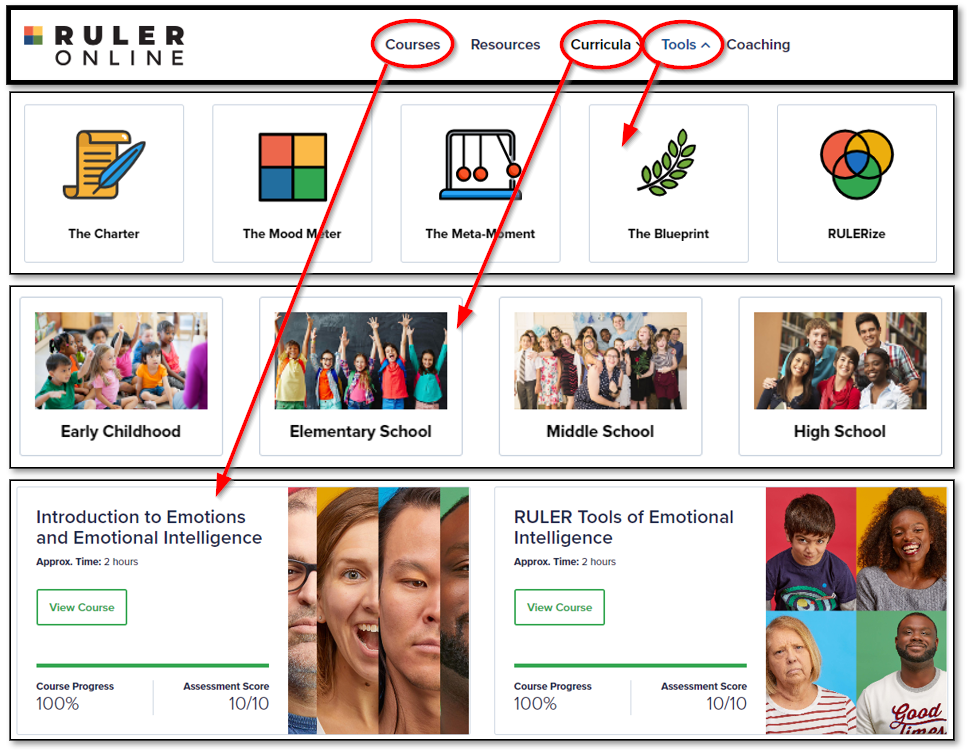 RULER
ONLINE
Courses Resources Curricula Tools Coaching
The Charter The Mood Meter The Meta-Moment The Blueprint RULERize
Early Childhood Elementary School Middle School High School
Introduction to Emotions
and Emotional Intelligence
Approx. Time: 2 hours
View Course
Course Progress Assessment Score
100% 10/10
RULER Tools of Emotional
Intelligence
Approx. Time: 2 hours
View Course
Course Progress Assessment Score
100% 10/10
Good
Times